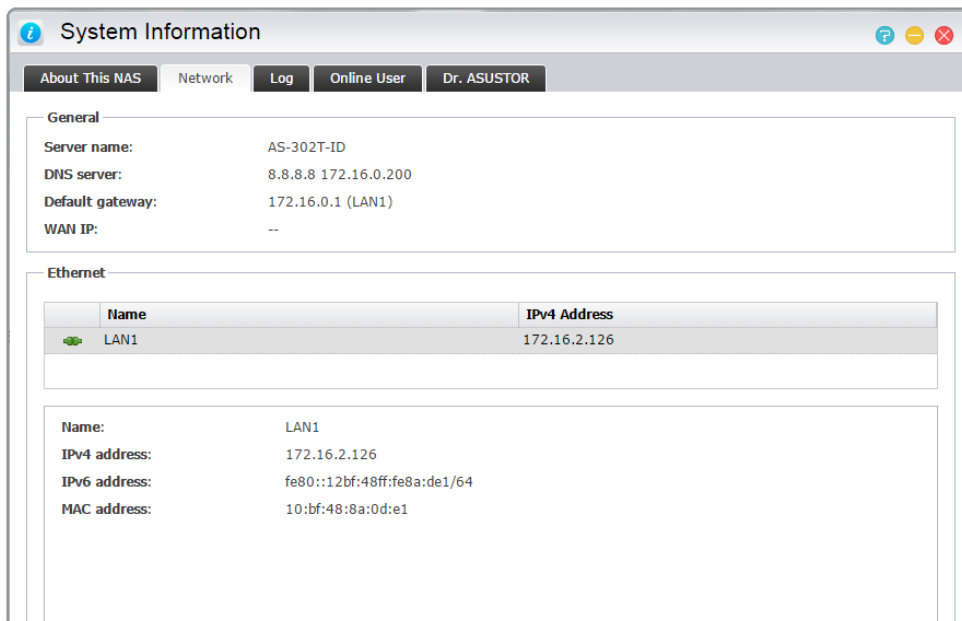 System Information
About This NAS Network Log Online User Dr. ASUSTOR
General
Server name: AS-302T-ID
DNS server: 8.8.8.8 172.16.0.200
Default gateway: 172.16.0.1 (LAN1)
WAN IP: --
Ethernet
Name IPv4 Address
LAN1 172.16.2.126
Name: LAN1
IPv4 address: 172.16.2.126
IPv6 address: fe80::12bf:48ff:fe8a:de1/64
MAC address: 10:bf:48:8a:0d:e1